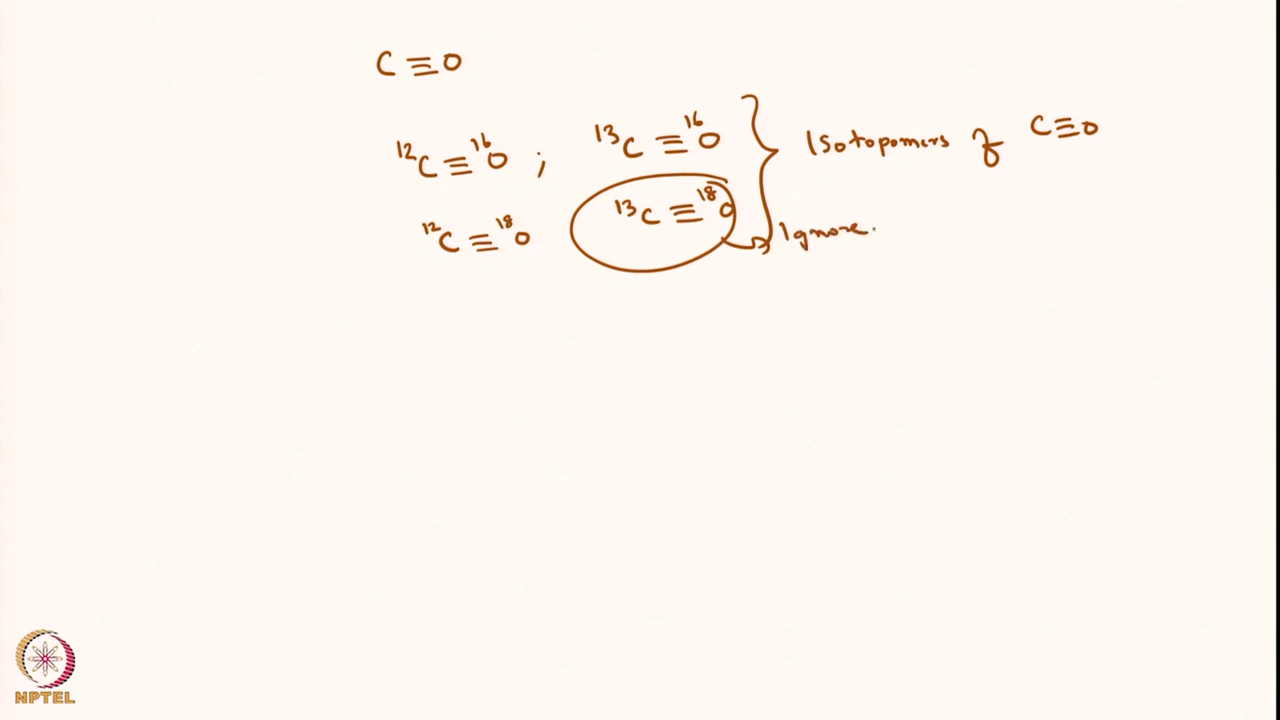 C≡O
¹²C≡¹⁶O ; ¹³C≡¹⁶O } Isotopomers of C≡O
¹²C≡¹⁸O ¹³C≡¹⁸O → Ignore.
NPTEL